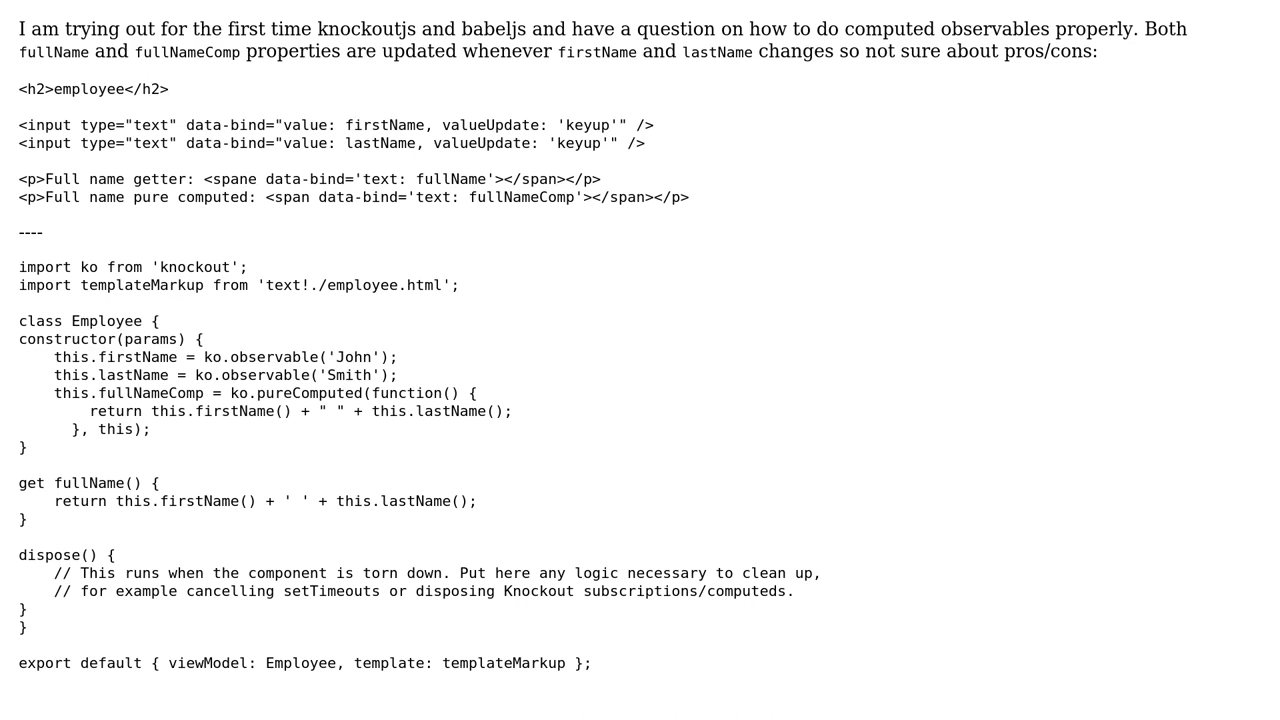 I am trying out for the first time knockoutjs and babeljs and have a question on how to do computed observables properly. Both
fullName and fullNameComp properties are updated whenever firstName and lastName changes so not sure about pros/cons:
<h2>employee</h2>
<input type="text" data-bind="value: firstName, valueUpdate: 'keyup'" />
<input type="text" data-bind="value: lastName, valueUpdate: 'keyup'" />
<p>Full name getter: <spane data-bind='text: fullName'></span></p>
<p>Full name pure computed: <span data-bind='text: fullNameComp'></span></p>
----
import ko from 'knockout';
import templateMarkup from 'text!./employee.html';
class Employee {
constructor(params) {
    this.firstName = ko.observable('John');
    this.lastName = ko.observable('Smith');
    this.fullNameComp = ko.pureComputed(function() {
        return this.firstName() + " " + this.lastName();
      }, this);
}
get fullName() {
    return this.firstName() + ' ' + this.lastName();
}
dispose() {
    // This runs when the component is torn down. Put here any logic necessary to clean up,
    // for example cancelling setTimeouts or disposing Knockout subscriptions/computeds.
}
}
export default { viewModel: Employee, template: templateMarkup };